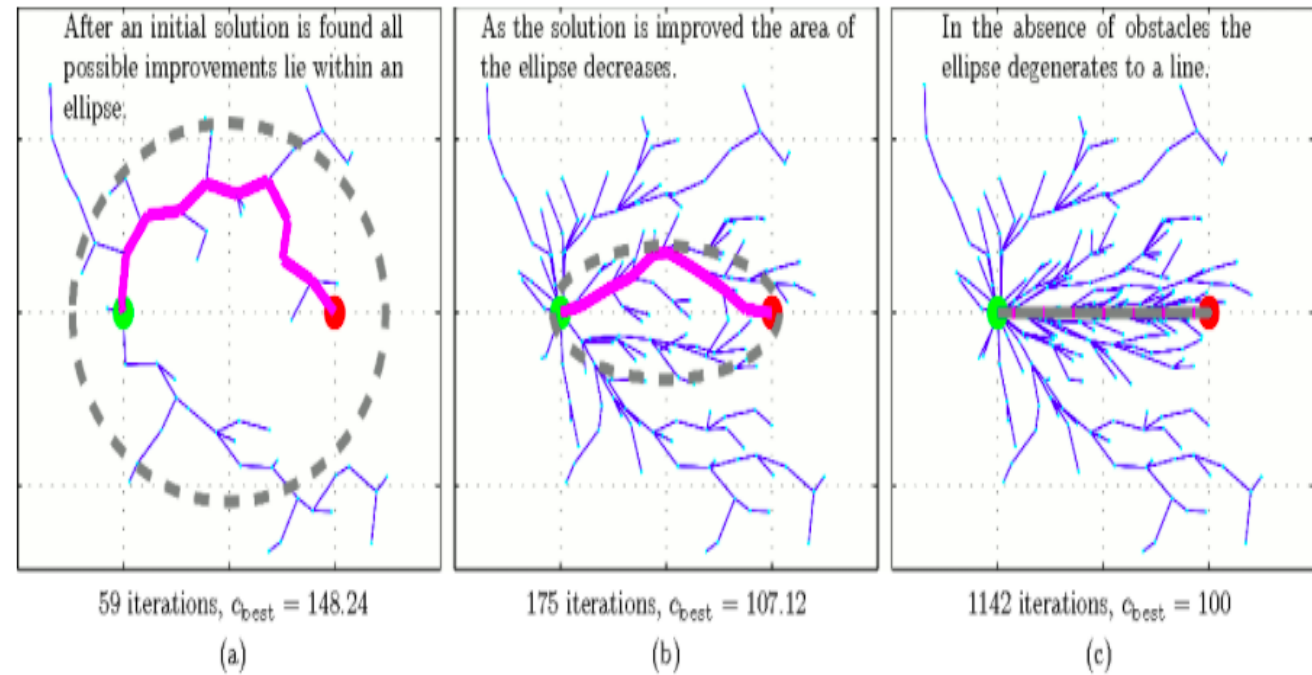 After an initial solution is found all
possible improvements lie within an
ellipse.
As the solution is improved the area of
the ellipse decreases.
In the absence of obstacles the
ellipse degenerates to a line.
59 iterations, c_best = 148.24
175 iterations, c_best = 107.12
1142 iterations, c_best = 100
(a)
(b)
(c)